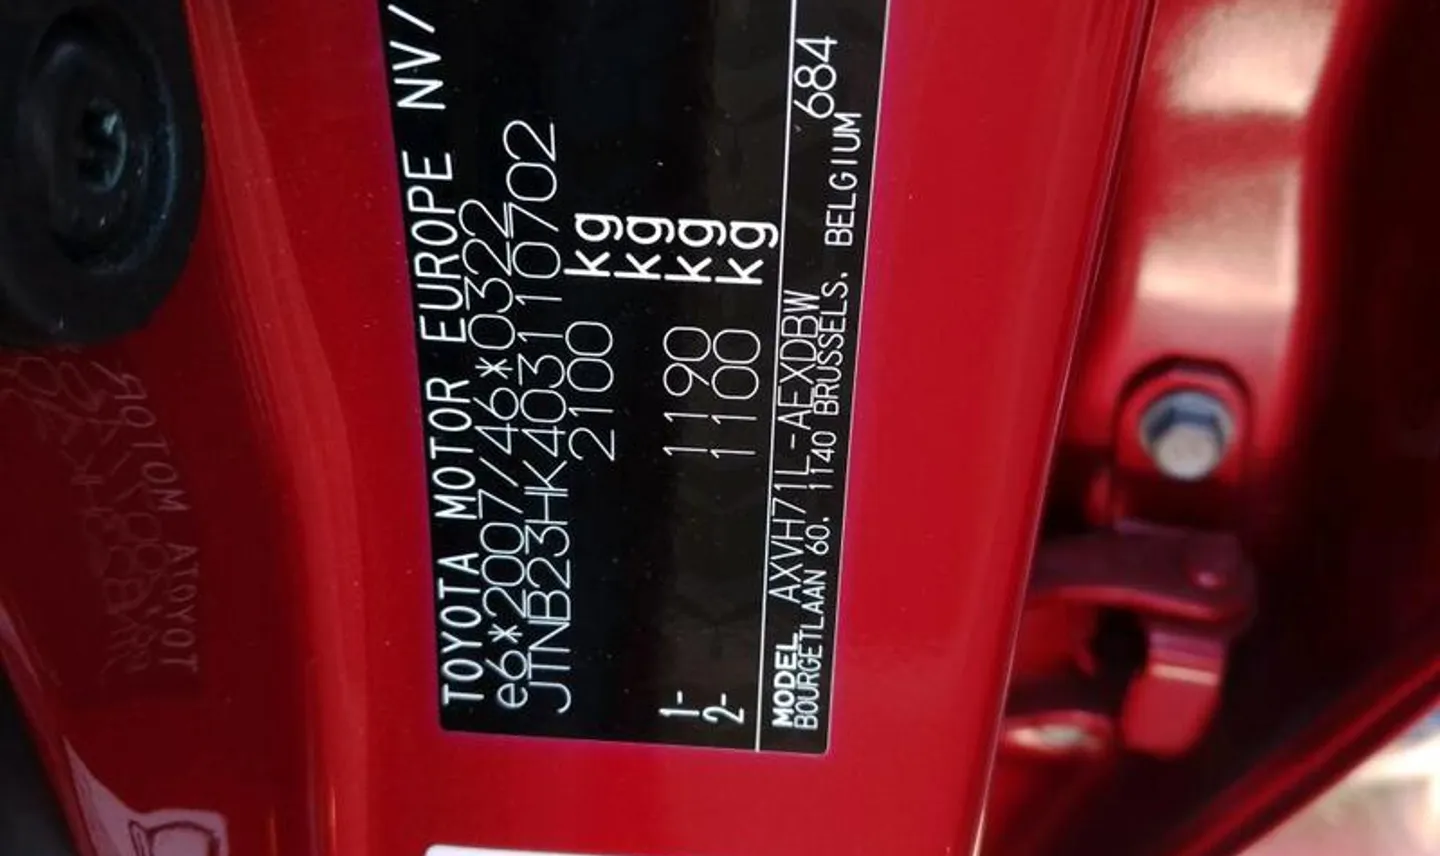 TOYOTA MOTOR EUROPE NV/
e6*2007/46*0322
JTNB23HK403110702
2100 kg
kg
1- 1190 kg
2- 1100 kg
MODEL AXVH71L-AEXDBW 684
BOURGETLAAN 60. 1140 BRUSSELS. BELGIUM